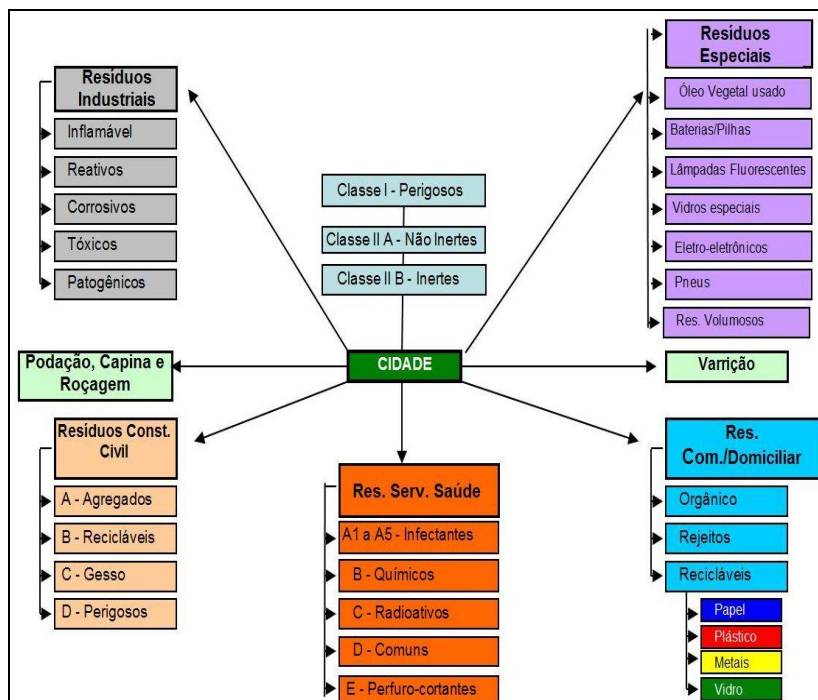 Resíduos
Industriais
Inflamável
Reativos
Corrosivos
Tóxicos
Patogênicos
Classe I - Perigosos
Classe II A - Não Inertes
Classe II B - Inertes
Resíduos
Especiais
Óleo Vegetal usado
Baterias/Pilhas
Lâmpadas Fluorescentes
Vidros especiais
Eletro-eletrônicos
Pneus
Res. Volumosos
Podação, Capina e
Roçagem
CIDADE
Varrição
Resíduos Const.
Civil
A - Agregados
B - Recicláveis
C - Gesso
D - Perigosos
Res. Serv. Saúde
A1 a A5 - Infectantes
B - Químicos
C - Radioativos
D - Comuns
E - Perfuro-cortantes
Res.
Com./Domiciliar
Orgânico
Rejeitos
Recicláveis
Papel
Plástico
Metais
Vidro